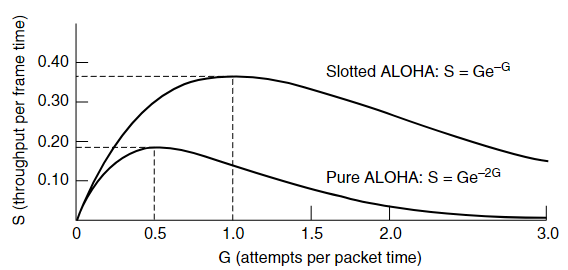 S (throughput per frame time)
0.40
0.30
0.20
0.10
Slotted ALOHA: S = Ge⁻ᴳ
Pure ALOHA: S = Ge⁻²ᴳ
0
0.5
1.0
1.5
2.0
3.0
G (attempts per packet time)